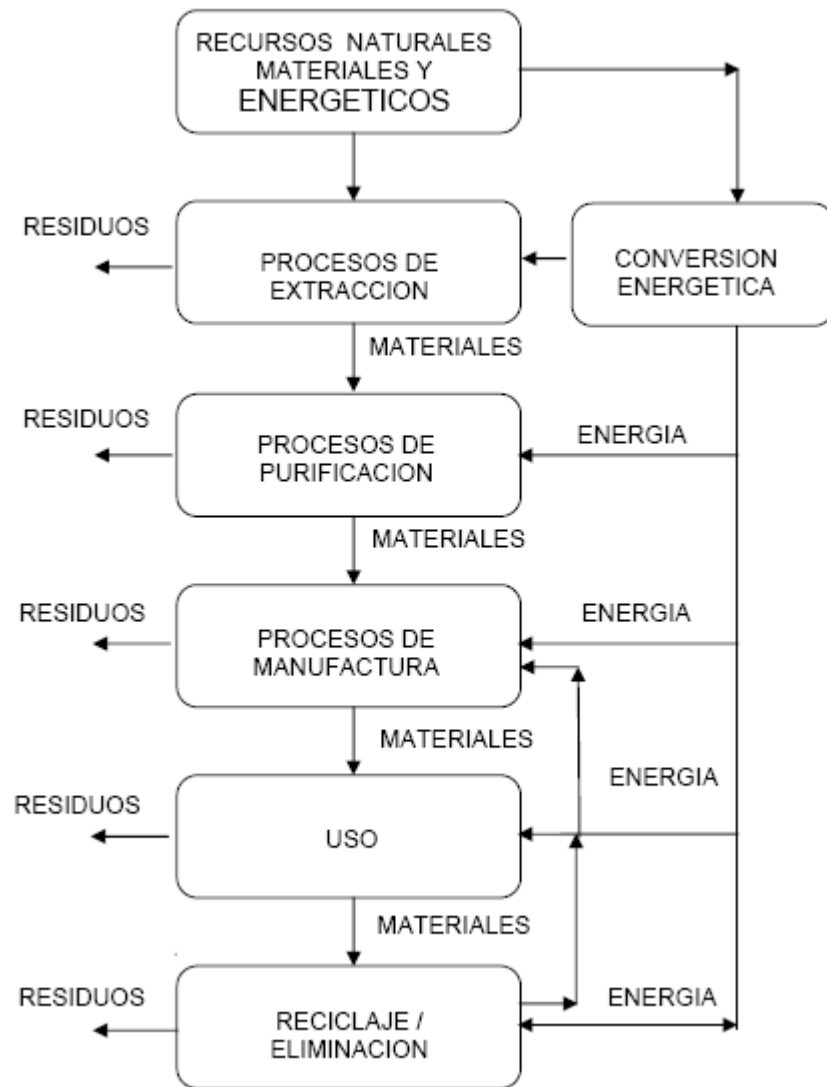 RECURSOS NATURALES
MATERIALES Y
ENERGETICOS
RESIDUOS
PROCESOS DE
EXTRACCION
CONVERSION
ENERGETICA
MATERIALES
RESIDUOS
PROCESOS DE
PURIFICACION
ENERGIA
MATERIALES
RESIDUOS
PROCESOS DE
MANUFACTURA
ENERGIA
MATERIALES
ENERGIA
RESIDUOS
USO
MATERIALES
RESIDUOS
RECICLAJE /
ELIMINACION
ENERGIA